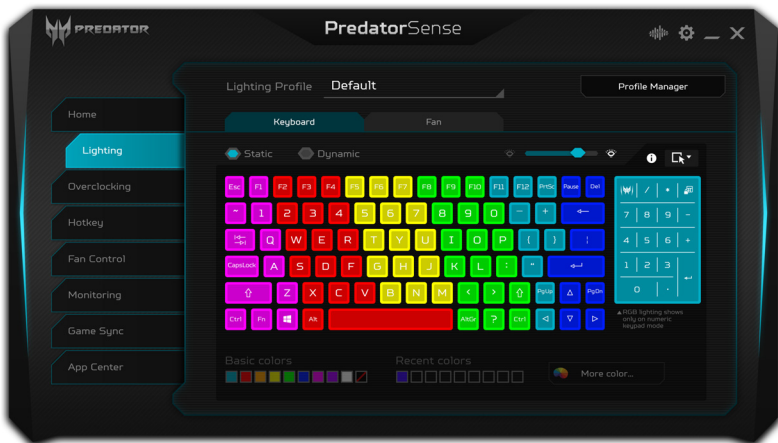 PREDATOR
PredatorSense
Lighting Profile Default
Profile Manager
Home
Lighting
Overclocking
Hotkey
Fan Control
Monitoring
Game Sync
App Center
Keyboard Fan
Static Dynamic
Esc F1 F2 F3 F4 F5 F6 F7 F8 F9 F10 F11 F12 PrtSc Pause Del
~ 1 2 3 4 5 6 7 8 9 0 - +
Q W E R T Y U I O P ( )
CapsLock A S D F G H J K L : "
Z X C V B N M < > PgUp PgDn
Ctrl Fn Alt AltGr ? Ctrl
/ *
7 8 9 -
4 5 6 +
1 2 3
0 .
▲RGB lighting shows
only on numeric
keypad mode
Basic colors
Recent colors
More color...